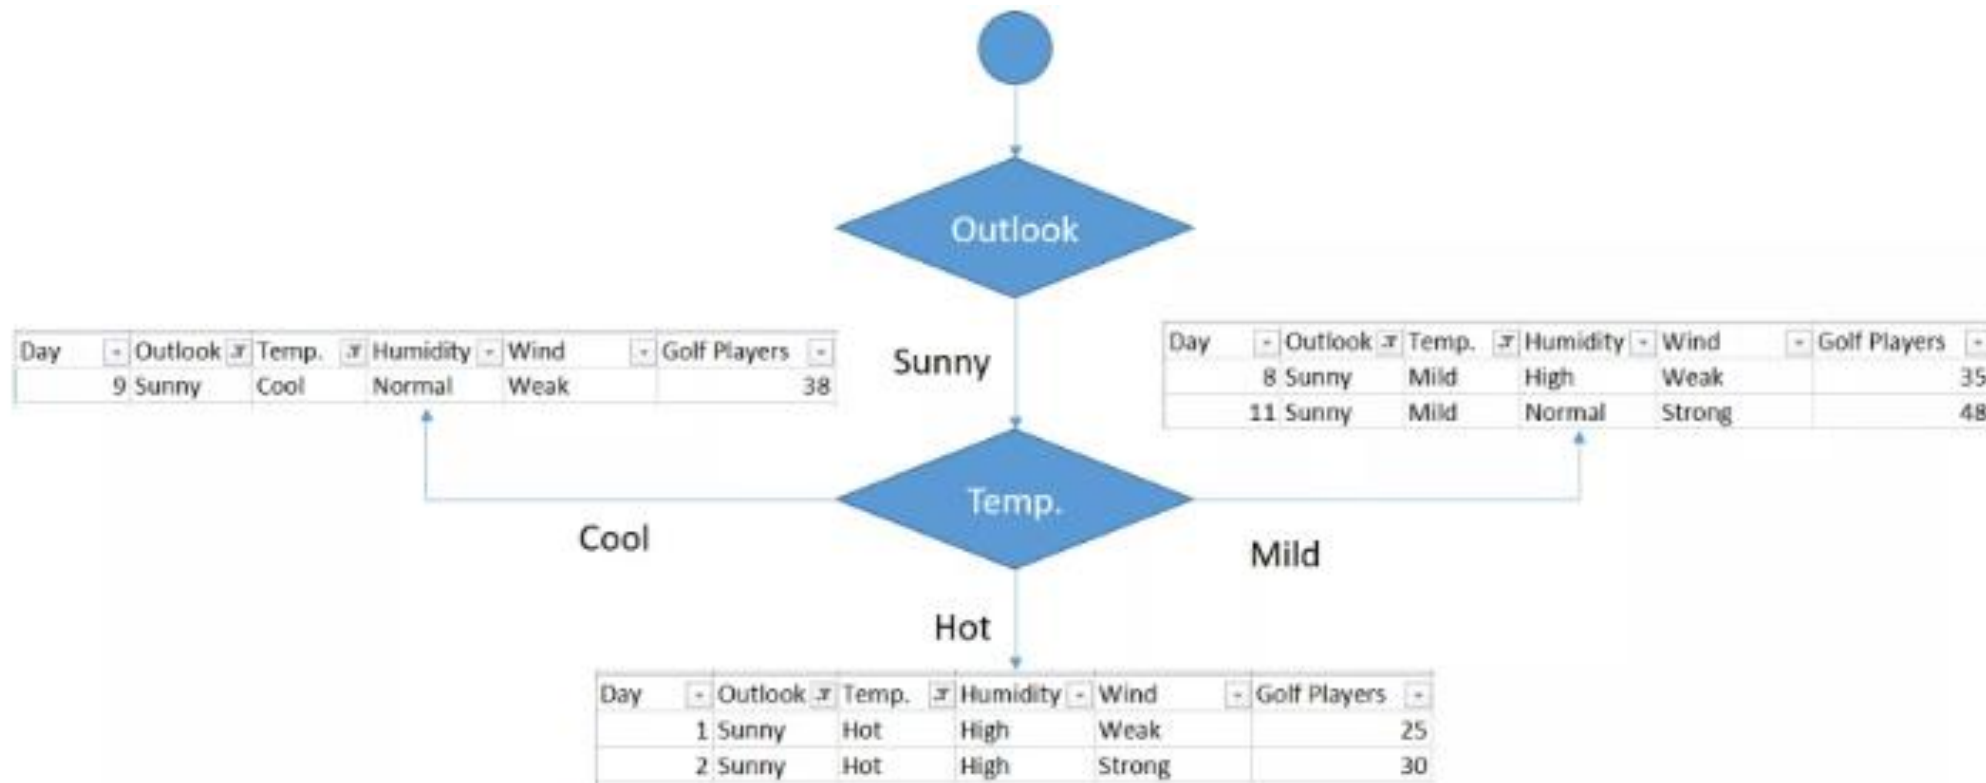 Outlook
Sunny
Day Outlook Temp. Humidity Wind Golf Players
9 Sunny Cool Normal Weak 38
Day Outlook Temp. Humidity Wind Golf Players
8 Sunny Mild High Weak 35
11 Sunny Mild Normal Strong 48
Temp.
Cool
Mild
Hot
Day Outlook Temp. Humidity Wind Golf Players
1 Sunny Hot High Weak 25
2 Sunny Hot High Strong 30